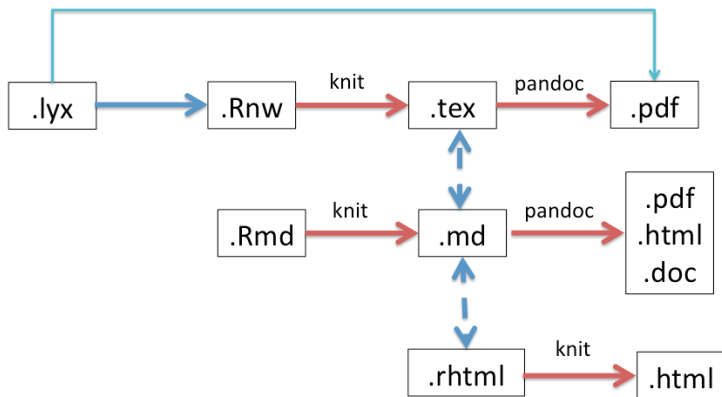 knit
pandoc
.lyx
.Rnw
.tex
.pdf
knit
pandoc
.Rmd
.md
.pdf
.html
.doc
knit
.rhtml
.html